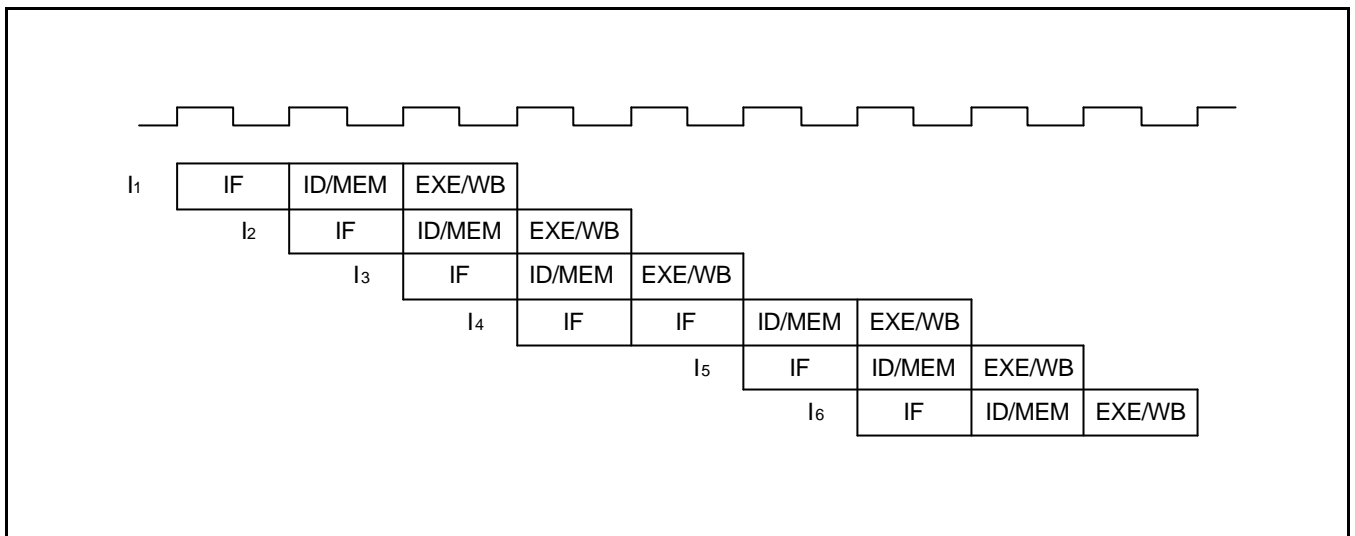 I1 IF ID/MEM EXE/WB
I2 IF ID/MEM EXE/WB
I3 IF ID/MEM EXE/WB
I4 IF IF ID/MEM EXE/WB
I5 IF ID/MEM EXE/WB
I6 IF ID/MEM EXE/WB